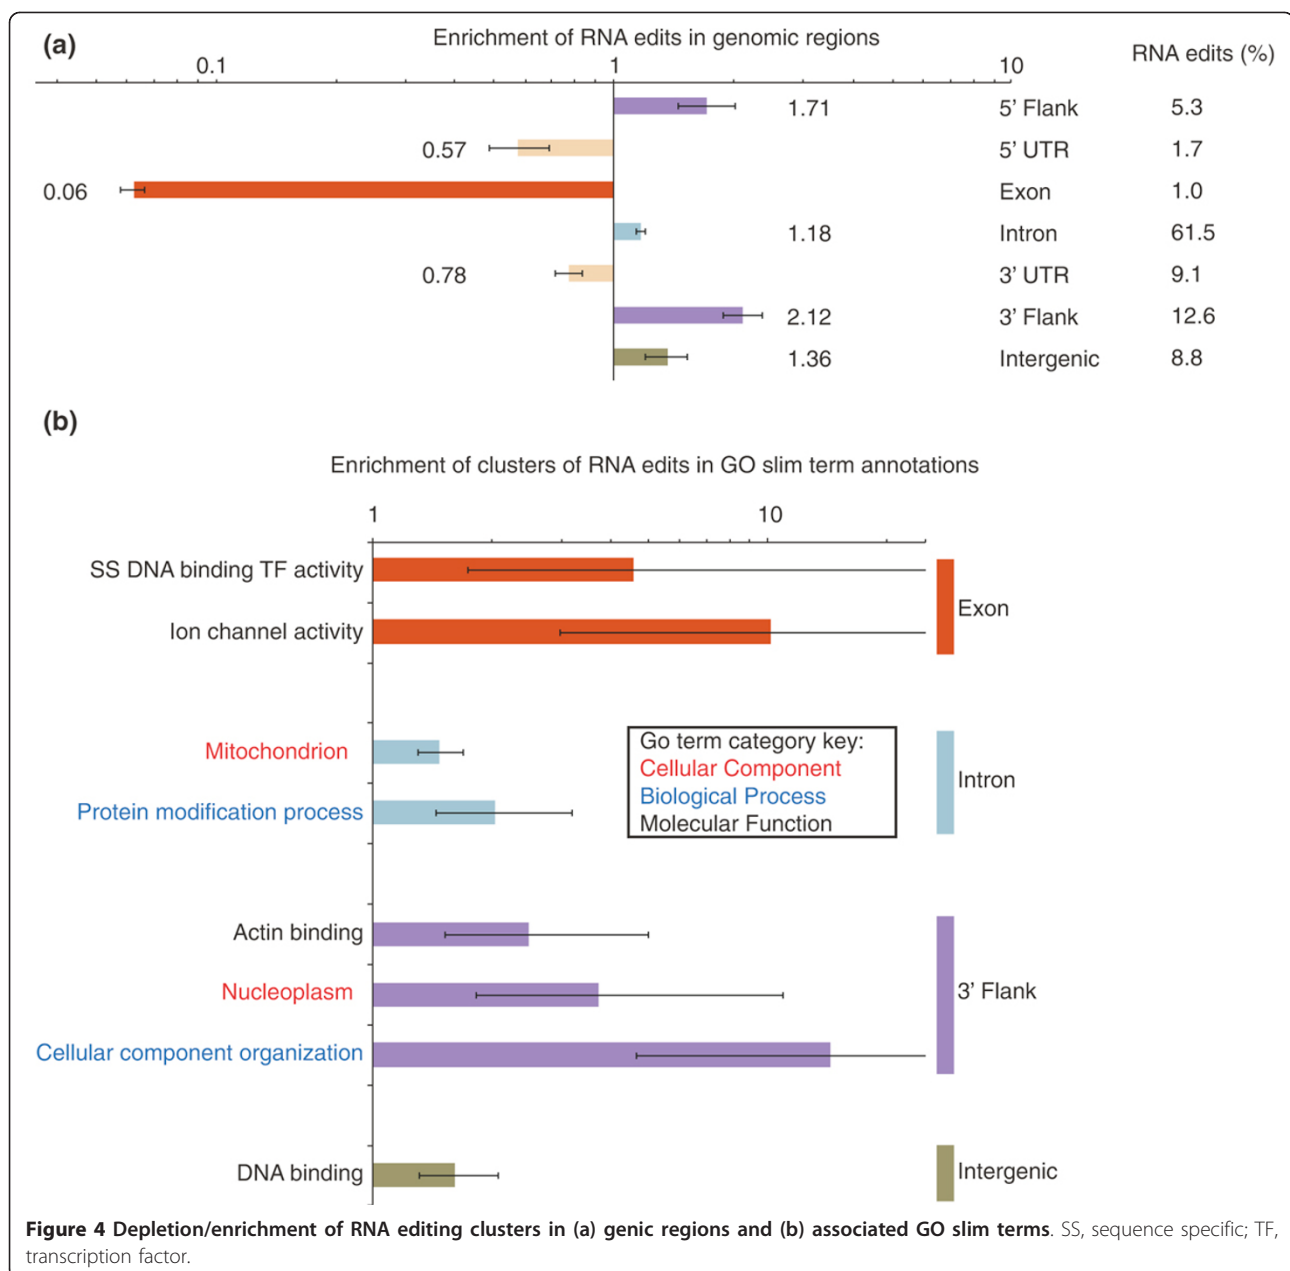 (a)
Enrichment of RNA edits in genomic regions
RNA edits (%)
0.1 1 10
1.71 5’ Flank 5.3
0.57 5’ UTR 1.7
0.06 Exon 1.0
1.18 Intron 61.5
0.78 3’ UTR 9.1
2.12 3’ Flank 12.6
1.36 Intergenic 8.8
(b)
Enrichment of clusters of RNA edits in GO slim term annotations
1 10
SS DNA binding TF activity
Exon
Ion channel activity
Mitochondrion
Go term category key:
Cellular Component
Biological Process
Molecular Function
Intron
Protein modification process
Actin binding
Nucleoplasm
3’ Flank
Cellular component organization
DNA binding
Intergenic
Figure 4 Depletion/enrichment of RNA editing clusters in (a) genic regions and (b) associated GO slim terms. SS, sequence specific; TF,
transcription factor.